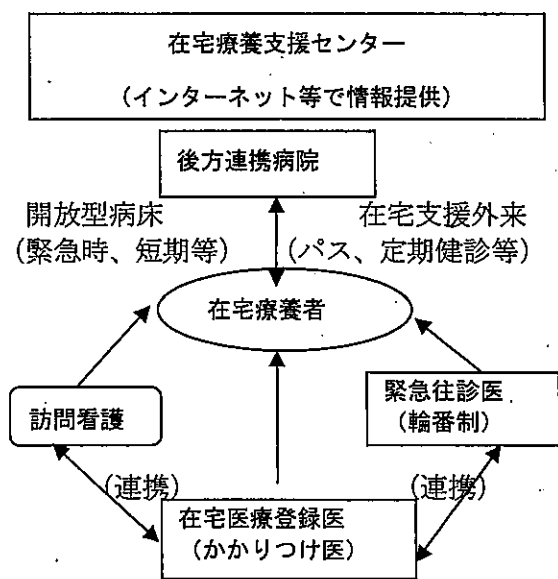 在宅療養支援センター
(インターネット等で情報提供)
後方連携病院
開放型病床
(緊急時、短期等)
在宅支援外来
(パス、定期健診等)
在宅療養者
訪問看護
緊急往診医
(輪番制)
(連携)
(連携)
在宅医療登録医
(かかりつけ医)